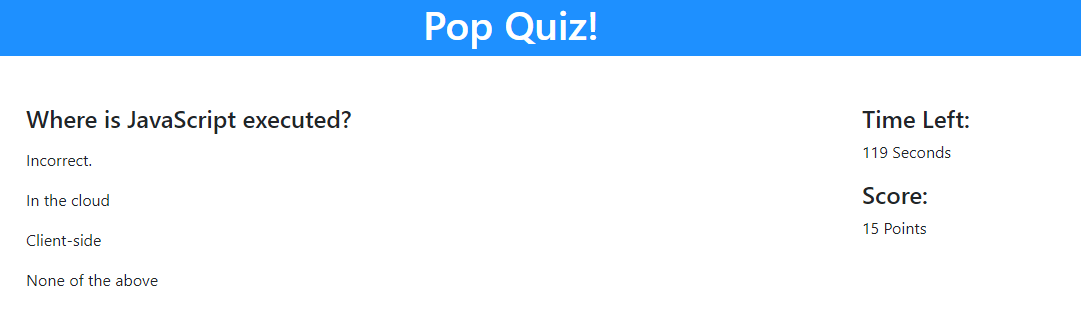 Pop Quiz!
Where is JavaScript executed?
Incorrect.
In the cloud
Client-side
None of the above
Time Left:
119 Seconds
Score:
15 Points